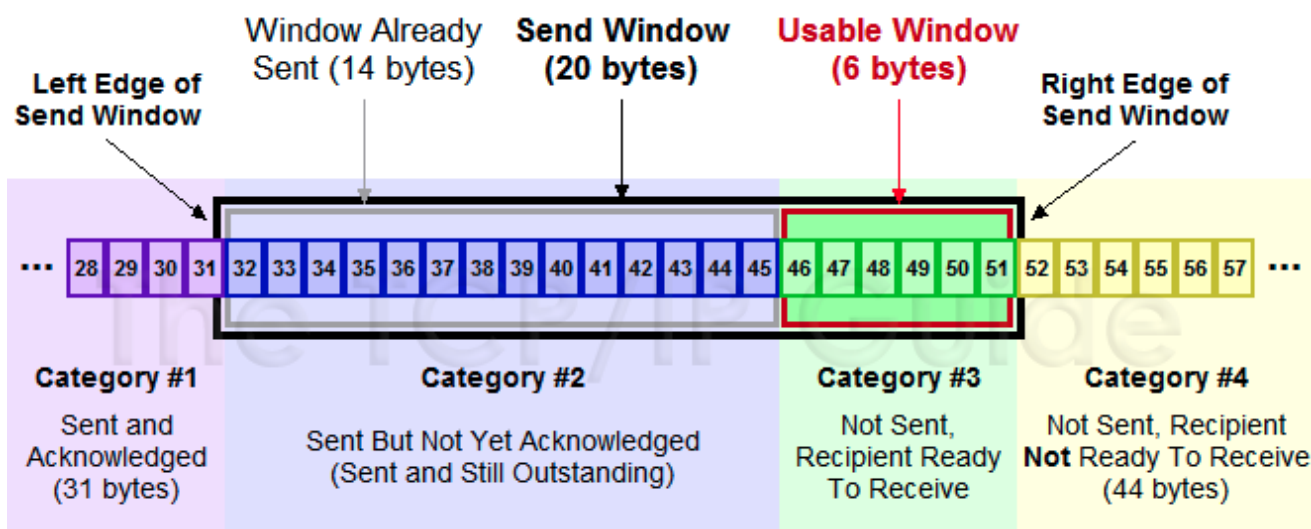 Window Already
Sent (14 bytes)
Send Window
(20 bytes)
Usable Window
(6 bytes)
Left Edge of
Send Window
Right Edge of
Send Window
... 28 29 30 31 32 33 34 35 36 37 38 39 40 41 42 43 44 45 46 47 48 49 50 51 52 53 54 55 56 57 ...
The TCP/IP Guide
Category #1
Sent and
Acknowledged
(31 bytes)
Category #2
Sent But Not Yet Acknowledged
(Sent and Still Outstanding)
Category #3
Not Sent,
Recipient Ready
To Receive
Category #4
Not Sent, Recipient
Not Ready To Receive
(44 bytes)